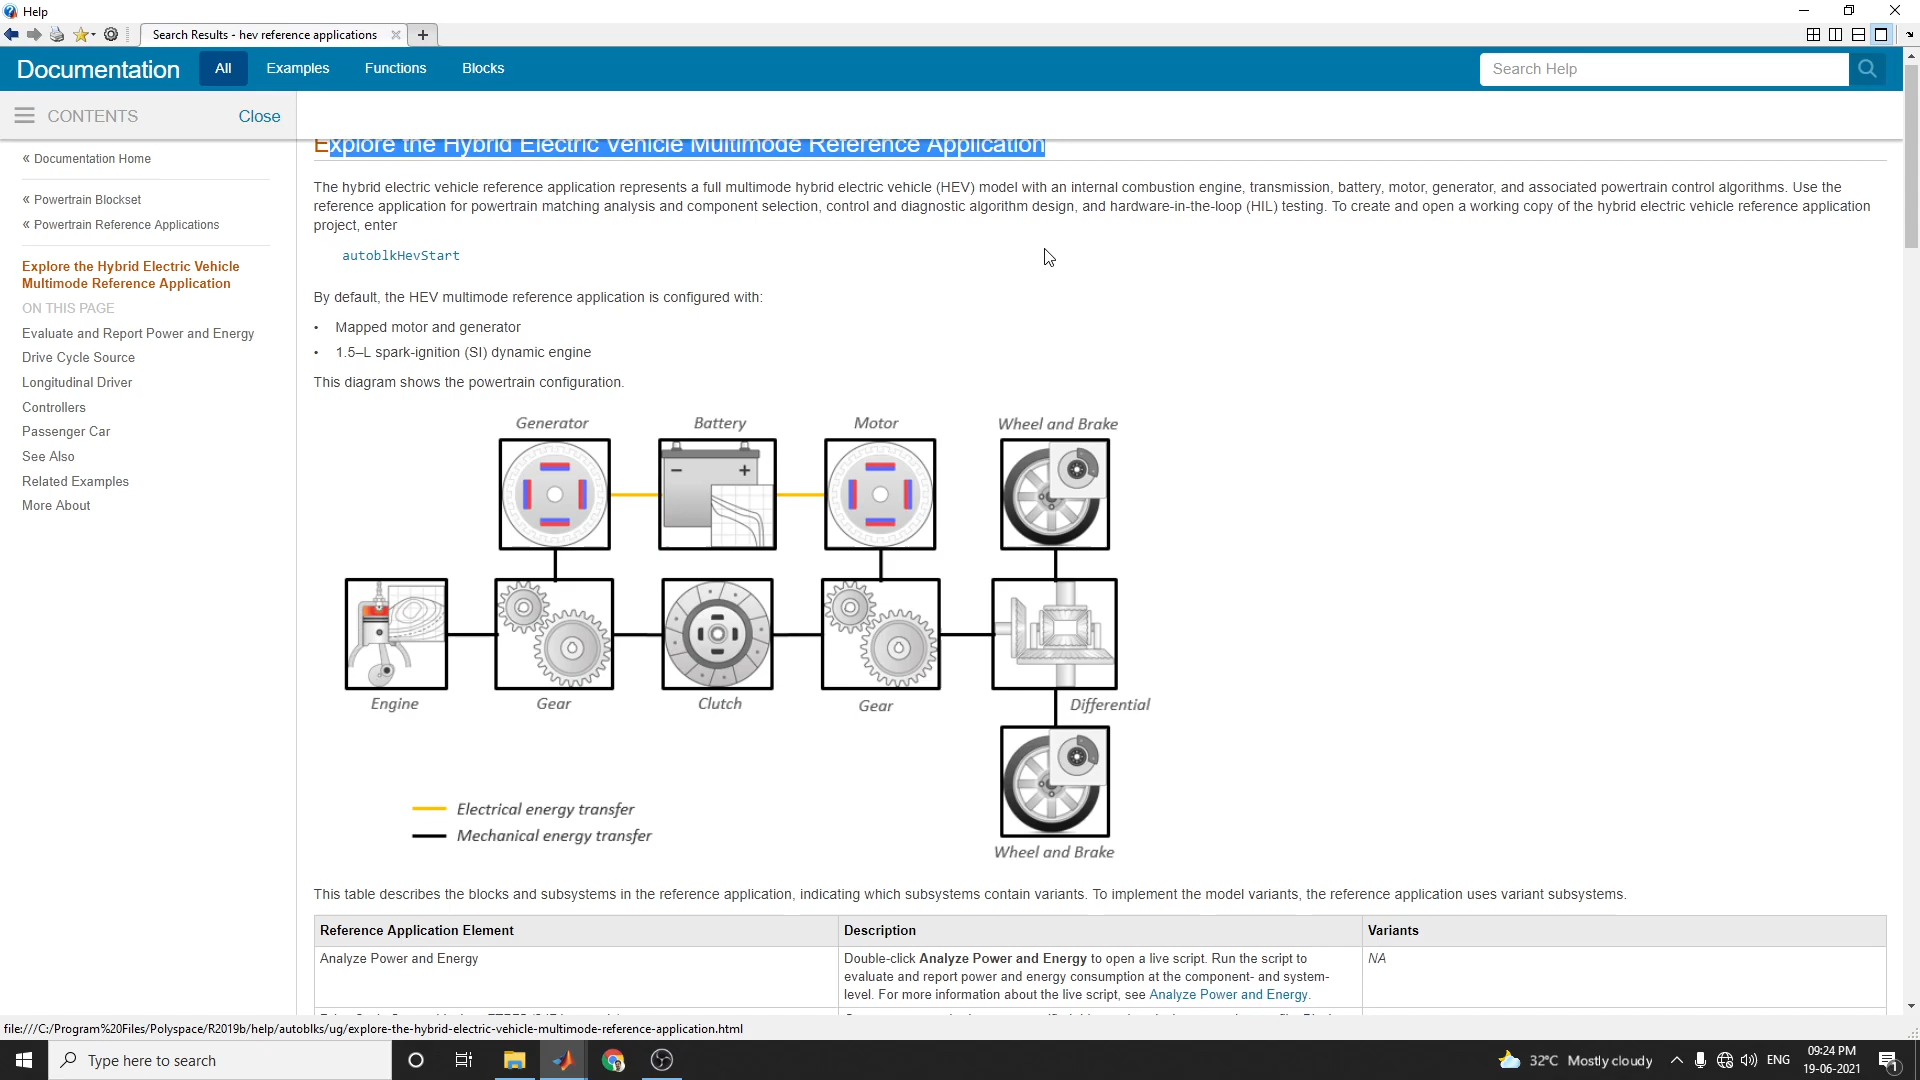 Help
Search Results - hev reference applications
Documentation
All
Examples
Functions
Blocks
Search Help
CONTENTS
Close
« Documentation Home
« Powertrain Blockset
« Powertrain Reference Applications
Explore the Hybrid Electric Vehicle
Multimode Reference Application
ON THIS PAGE
Evaluate and Report Power and Energy
Drive Cycle Source
Longitudinal Driver
Controllers
Passenger Car
See Also
Related Examples
More About
Explore the Hybrid Electric Vehicle Multimode Reference Application
The hybrid electric vehicle reference application represents a full multimode hybrid electric vehicle (HEV) model with an internal combustion engine, transmission, battery, motor, generator, and associated powertrain control algorithms. Use the
reference application for powertrain matching analysis and component selection, control and diagnostic algorithm design, and hardware-in-the-loop (HIL) testing. To create and open a working copy of the hybrid electric vehicle reference application
project, enter
autoblkHevStart
By default, the HEV multimode reference application is configured with:
• Mapped motor and generator
• 1.5–L spark-ignition (SI) dynamic engine
This diagram shows the powertrain configuration.
Generator
Battery
Motor
Wheel and Brake
Engine
Gear
Clutch
Gear
Differential
Electrical energy transfer
Mechanical energy transfer
Wheel and Brake
This table describes the blocks and subsystems in the reference application, indicating which subsystems contain variants. To implement the model variants, the reference application uses variant subsystems.
Reference Application Element
Description
Variants
Analyze Power and Energy
Double-click Analyze Power and Energy to open a live script. Run the script to
evaluate and report power and energy consumption at the component- and system-
level. For more information about the live script, see Analyze Power and Energy.
NA
file:///C:/Program%20Files/Polyspace/R2019b/help/autoblks/ug/explore-the-hybrid-electric-vehicle-multimode-reference-application.html
Type here to search
32°C Mostly cloudy
ENG
09:24 PM
19-06-2021
1